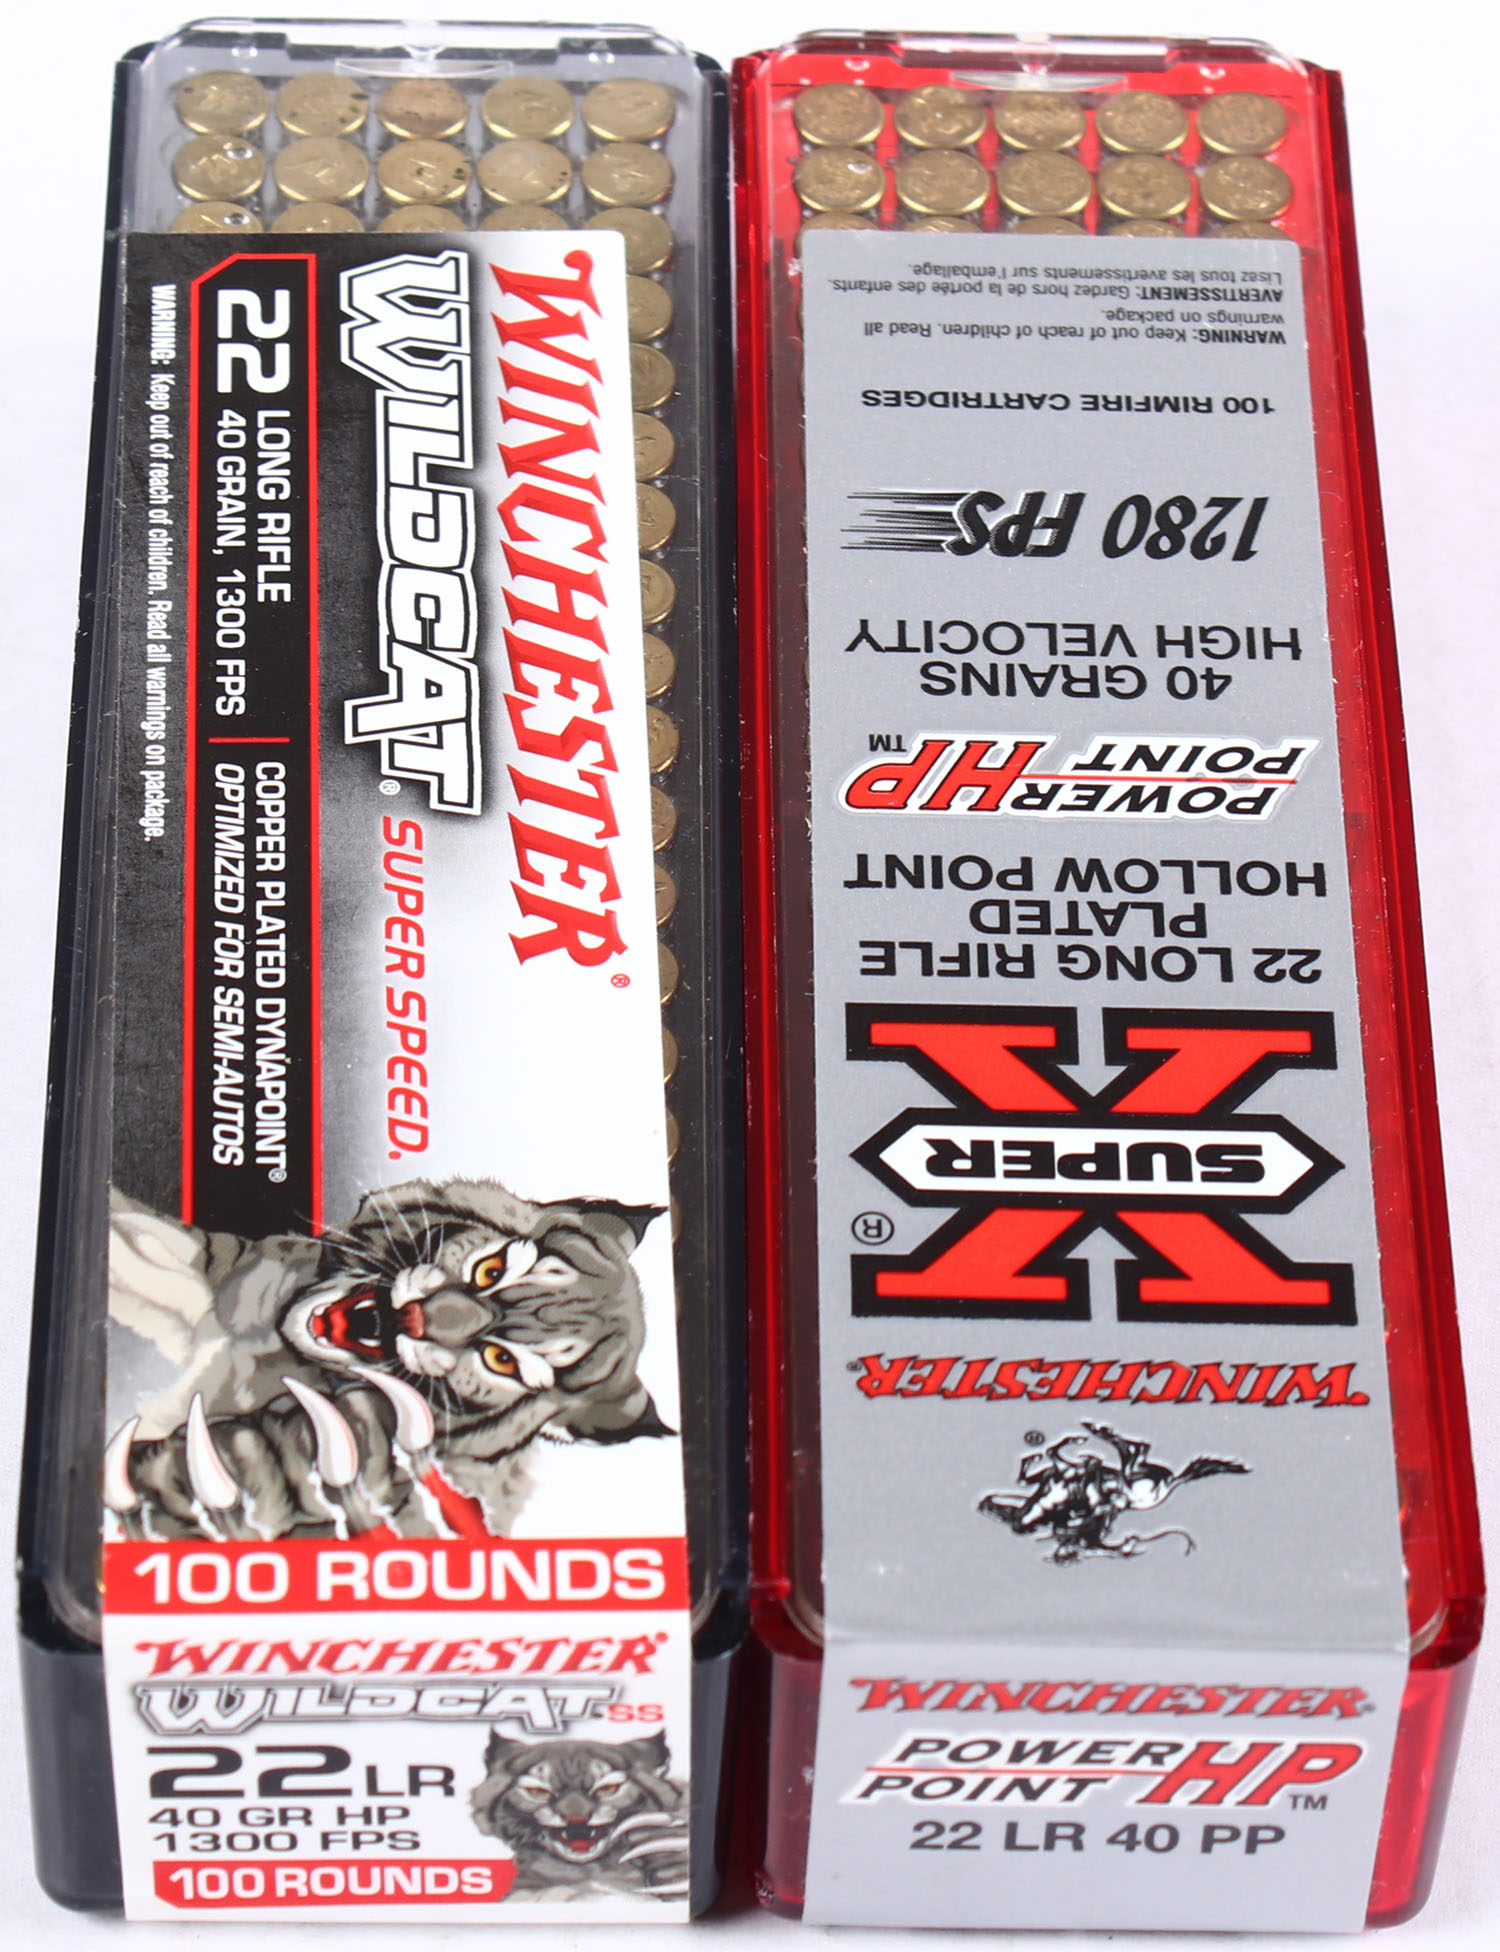 WINCHESTER®
WILDCAT® SUPER SPEED.
22 LONG RIFLE
40 GRAIN, 1300 FPS
COPPER PLATED DYNAPOINT®
OPTIMIZED FOR SEMI-AUTOS
WARNING: Keep out of reach of children. Read all warnings on package.
100 ROUNDS
WINCHESTER®
WILDCAT SS
22 LR
40 GR HP
1300 FPS
100 ROUNDS
®
WINCHESTER®
X
SUPER
®
22 LONG RIFLE
PLATED
HOLLOW POINT
POWER
POINT
HP™
40 GRAINS
HIGH VELOCITY
1280 FPS
100 RIMFIRE CARTRIDGES
WARNING: Keep out of reach of children. Read all
warnings on package.
AVERTISSEMENT: Gardez hors de la portée des enfants.
Lisez tous les avertissements sur l'emballage.
WINCHESTER®
POWER
POINT
HP™
22 LR 40 PP